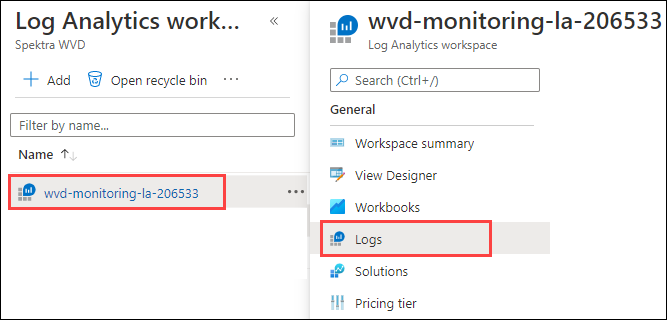 Log Analytics work...
Spektra WVD
Add
Open recycle bin
Filter by name...
Name
wvd-monitoring-la-206533
wvd-monitoring-la-206533
Log Analytics workspace
Search (Ctrl+/)
General
Workspace summary
View Designer
Workbooks
Logs
Solutions
Pricing tier